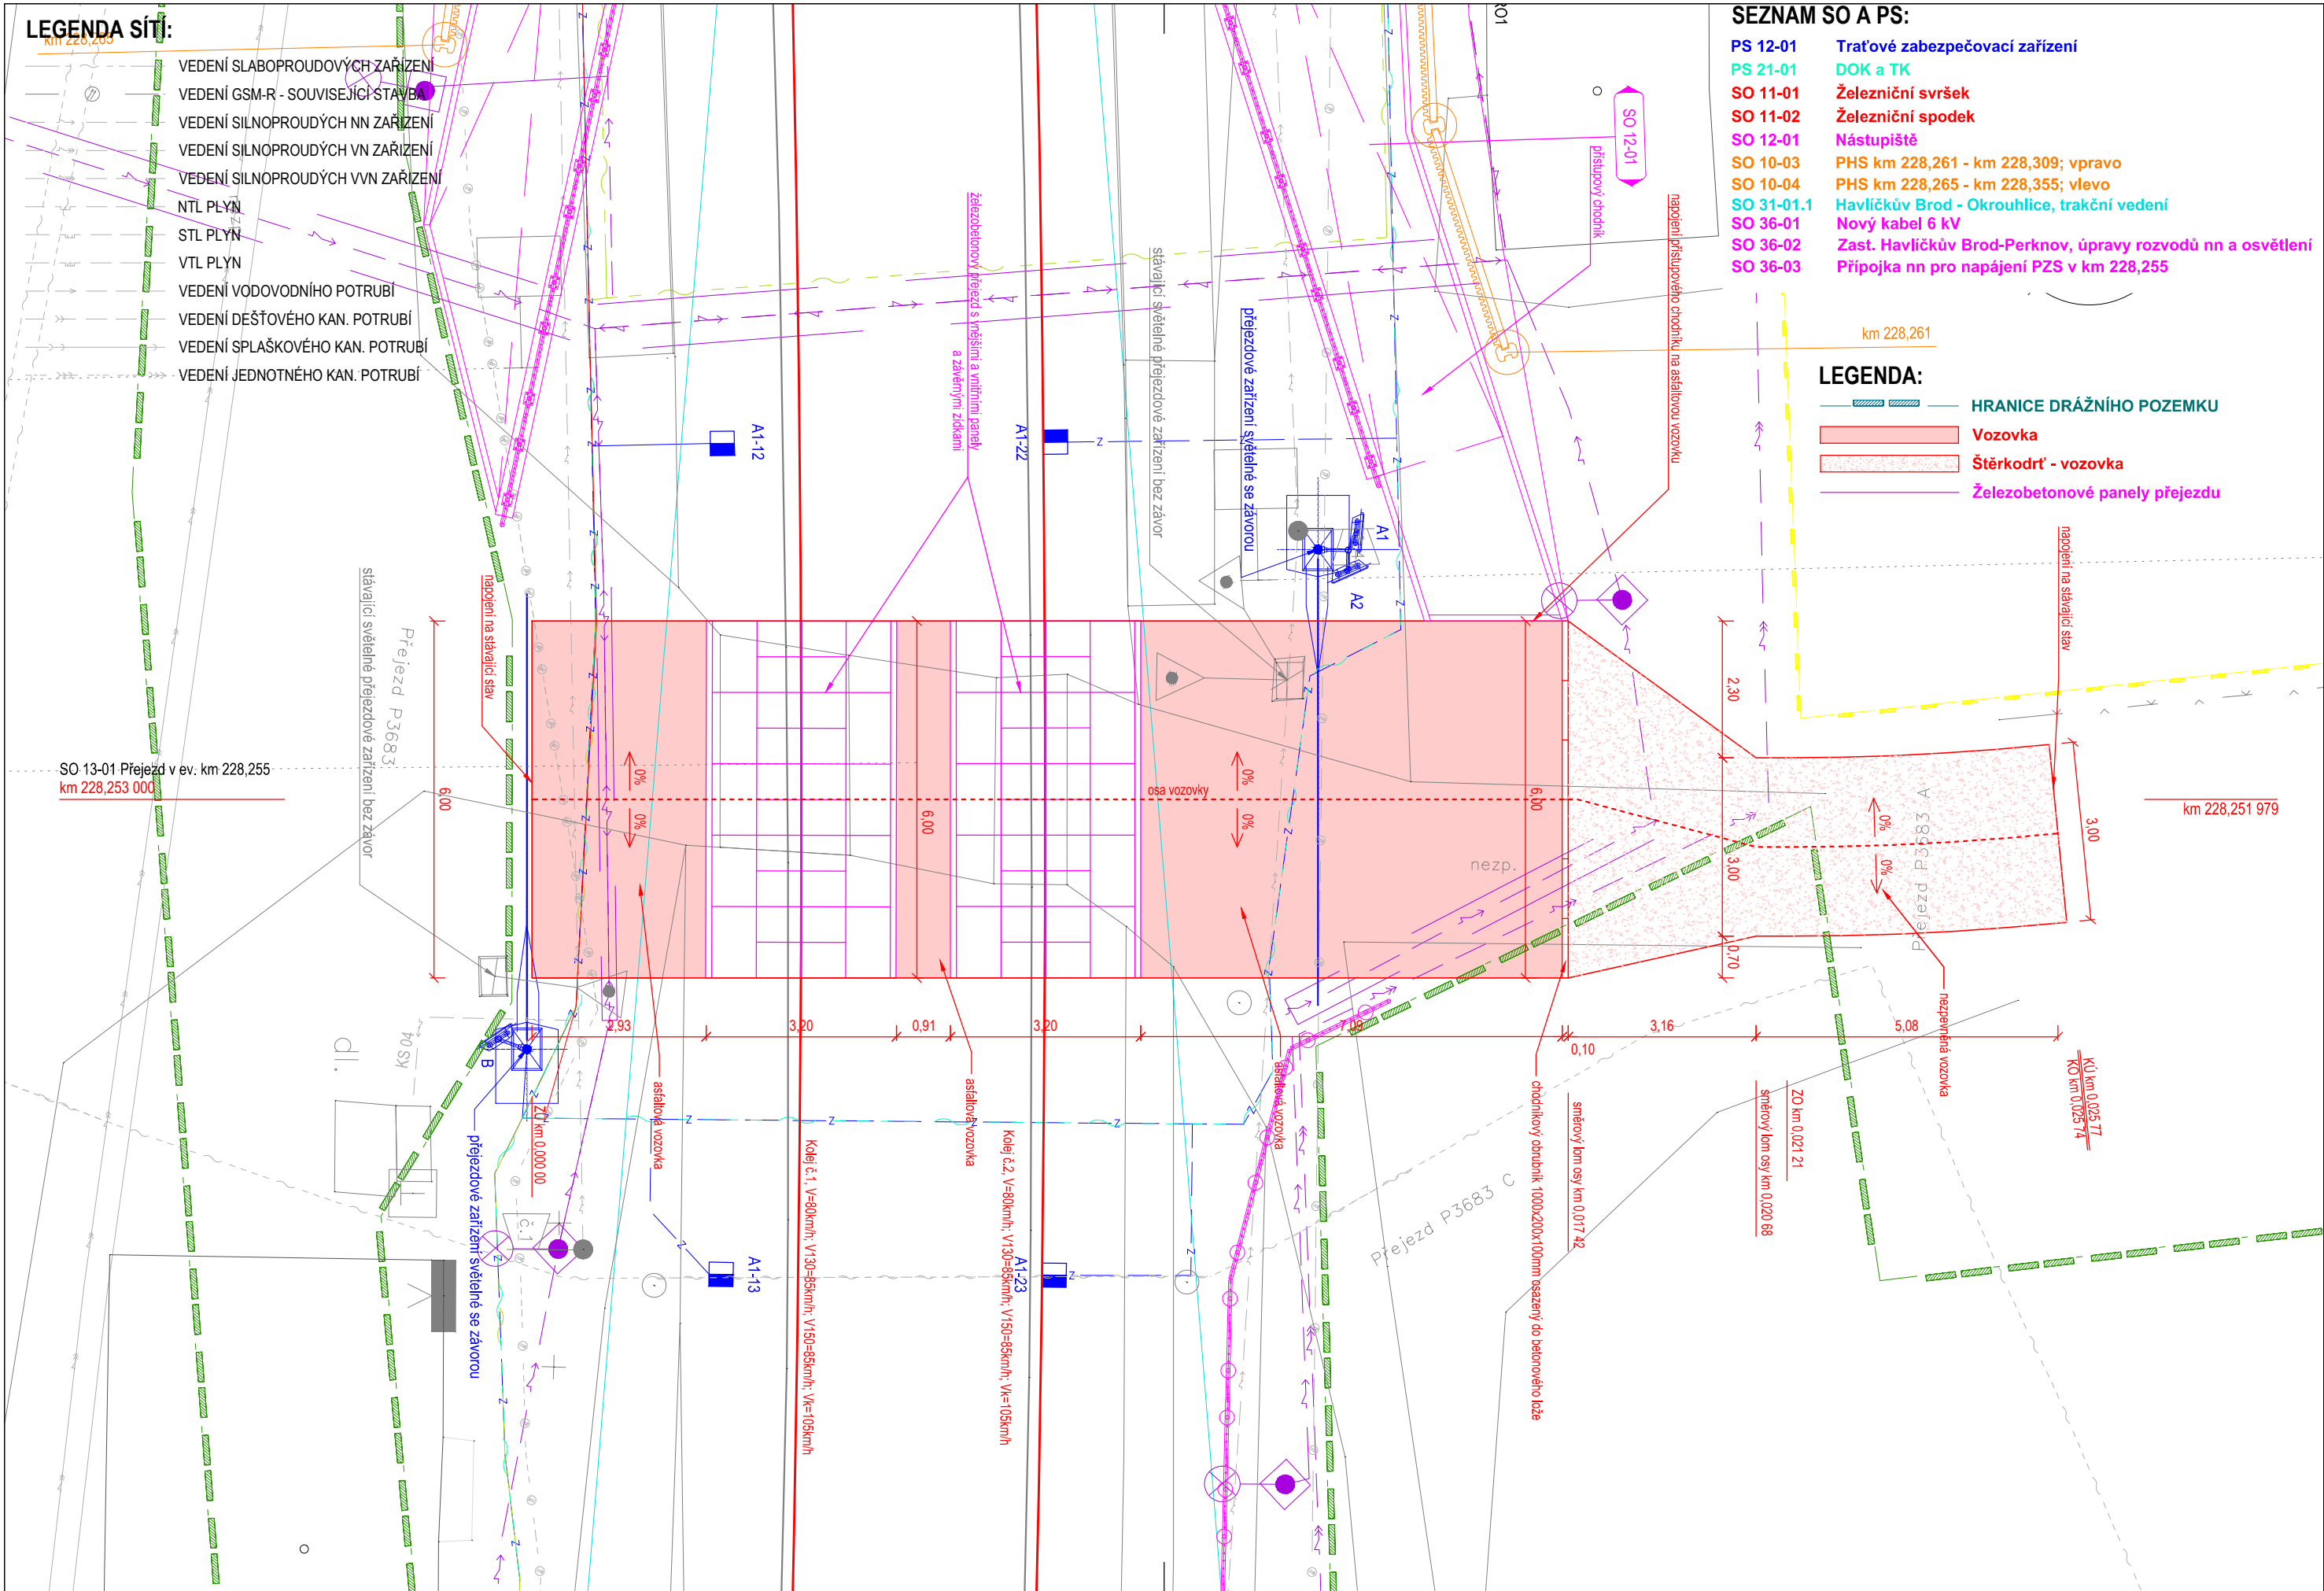 LEGENDA SÍTÍ:
km 228,265
VEDENÍ SLABOPROUDOVÝCH ZAŘÍZENÍ
VEDENÍ GSM-R - SOUVISEJÍCÍ STAVBA
VEDENÍ SILNOPROUDÝCH NN ZAŘÍZENÍ
VEDENÍ SILNOPROUDÝCH VN ZAŘÍZENÍ
VEDENÍ SILNOPROUDÝCH VVN ZAŘÍZENÍ
NTL PLYN
STL PLYN
VTL PLYN
VEDENÍ VODOVODNÍHO POTRUBÍ
VEDENÍ DEŠŤOVÉHO KAN. POTRUBÍ
VEDENÍ SPLAŠKOVÉHO KAN. POTRUBÍ
VEDENÍ JEDNOTNÉHO KAN. POTRUBÍ
SEZNAM SO A PS:
PS 12-01 Traťové zabezpečovací zařízení
PS 21-01 DOK a TK
SO 11-01 Železniční svršek
SO 11-02 Železniční spodek
SO 12-01 Nástupiště
SO 10-03 PHS km 228,261 - km 228,309; vpravo
SO 10-04 PHS km 228,265 - km 228,355; vlevo
SO 31-01.1 Havlíčkův Brod - Okrouhlice, trakční vedení
SO 36-01 Nový kabel 6 kV
SO 36-02 Zast. Havlíčkův Brod-Perknov, úpravy rozvodů nn a osvětlení
SO 36-03 Přípojka nn pro napájení PZS v km 228,255
km 228,261
LEGENDA:
HRANICE DRÁŽNÍHO POZEMKU
Vozovka
Štěrkodrť - vozovka
Železobetonové panely přejezdu
SO 12-01
přístupový chodník
napojení přístupového chodníku na asfaltovou vozovku
železobetonový přejezd s vnějšími a vnitřními panely
a závěrnými zídkami
stávající světelné přejezdové zařízení bez závor
přejezdové zařízení světelné se závorou
A1-12
A1-22
A1
A2
napojení na stávající stav
napojení na stávající stav
stávající světelné přejezdové zařízení bez závor
Přejezd P3683
SO 13-01 Přejezd v ev. km 228,255
km 228,253 000
6,00
0%
0%
6,00
osa vozovky
0%
0%
6,00
nezp.
2,30
3,00
0,70
0%
0%
Přejezd P3683 A
3,00
km 228,251 979
2,93
3,20
0,91
3,20
7,09
0,10
3,16
5,08
KS04
dl.
B
č.1
ZÚ km 0,000 00
přejezdové zařízení světelné se závorou
asfaltová vozovka
asfaltová vozovka
asfaltová vozovka
nezpevněná vozovka
Kolej č.1, V=80km/h; V130=85km/h; V150=85km/h; Vk=105km/h
Kolej č.2, V=80km/h; V130=85km/h; V150=85km/h; Vk=105km/h
A1-13
A1-23
Přejezd P3683 C
chodníkový obrubník 1000x200x100mm osazený do betonového lože
směrový lom osy km 0,017 42
směrový lom osy km 0,020 68
ZO km 0,021 21
KÚ km 0,025 77
KO km 0,025 74